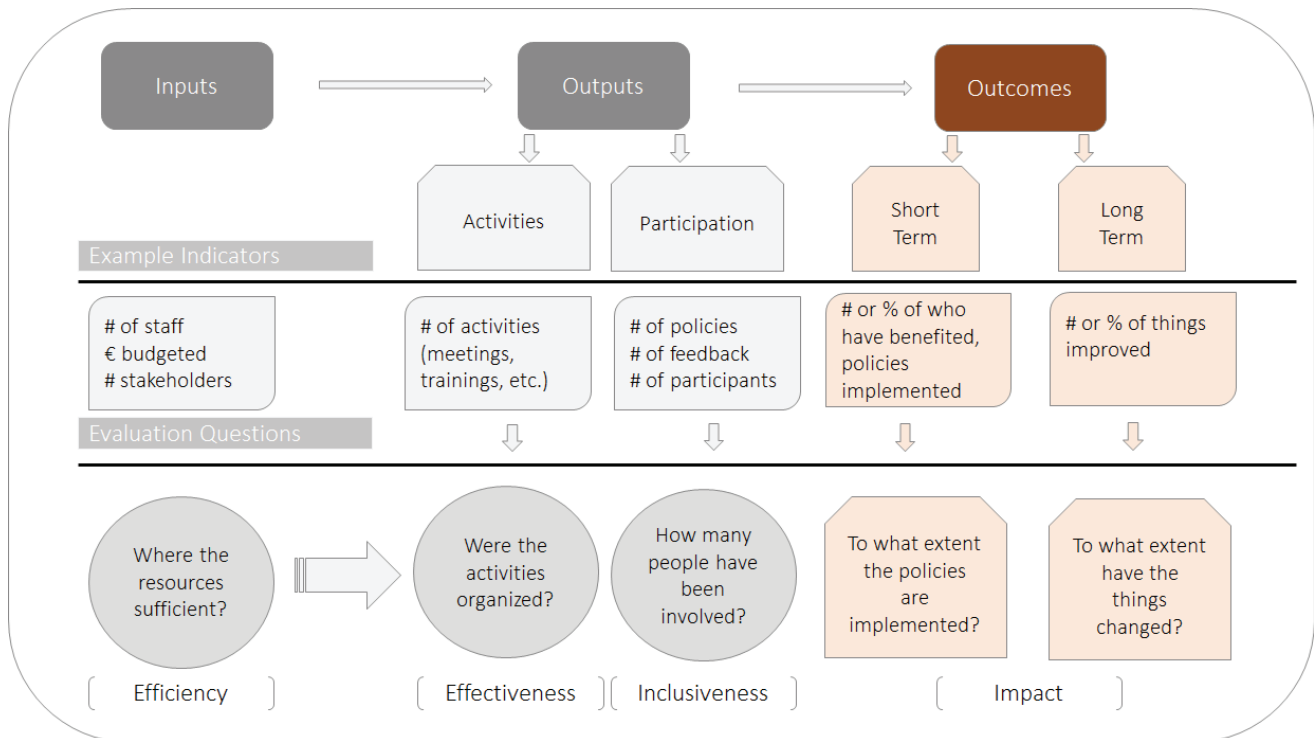 Inputs
Outputs
Outcomes
Activities
Participation
Short
Term
Long
Term
Example Indicators
# of staff
€ budgeted
# stakeholders
# of activities
(meetings,
trainings, etc.)
# of policies
# of feedback
# of participants
# or % of who
have benefited,
policies
implemented
# or % of things
improved
Evaluation Questions
Where the
resources
sufficient?
Were the
activities
organized?
How many
people have
been
involved?
To what extent
the policies
are
implemented?
To what extent
have the
things
changed?
Efficiency
Effectiveness
Inclusiveness
Impact